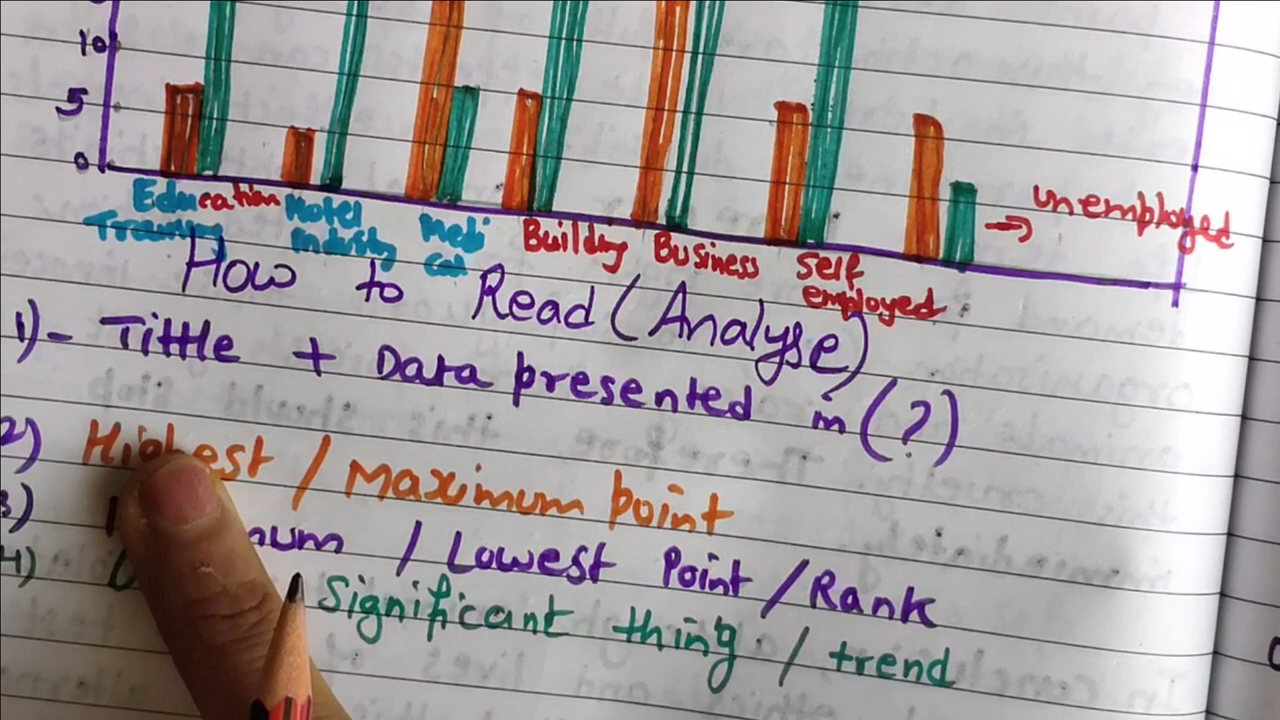 10
5
0
Education Hotel Medi Building Business Self → unemployed
Training Industry cal employed
How to Read (Analyse)
1)- Tittle + Data presented in (?)
2) Highest / Maximum point
3) / Lowest Point / Rank
4) Significant thing / trend